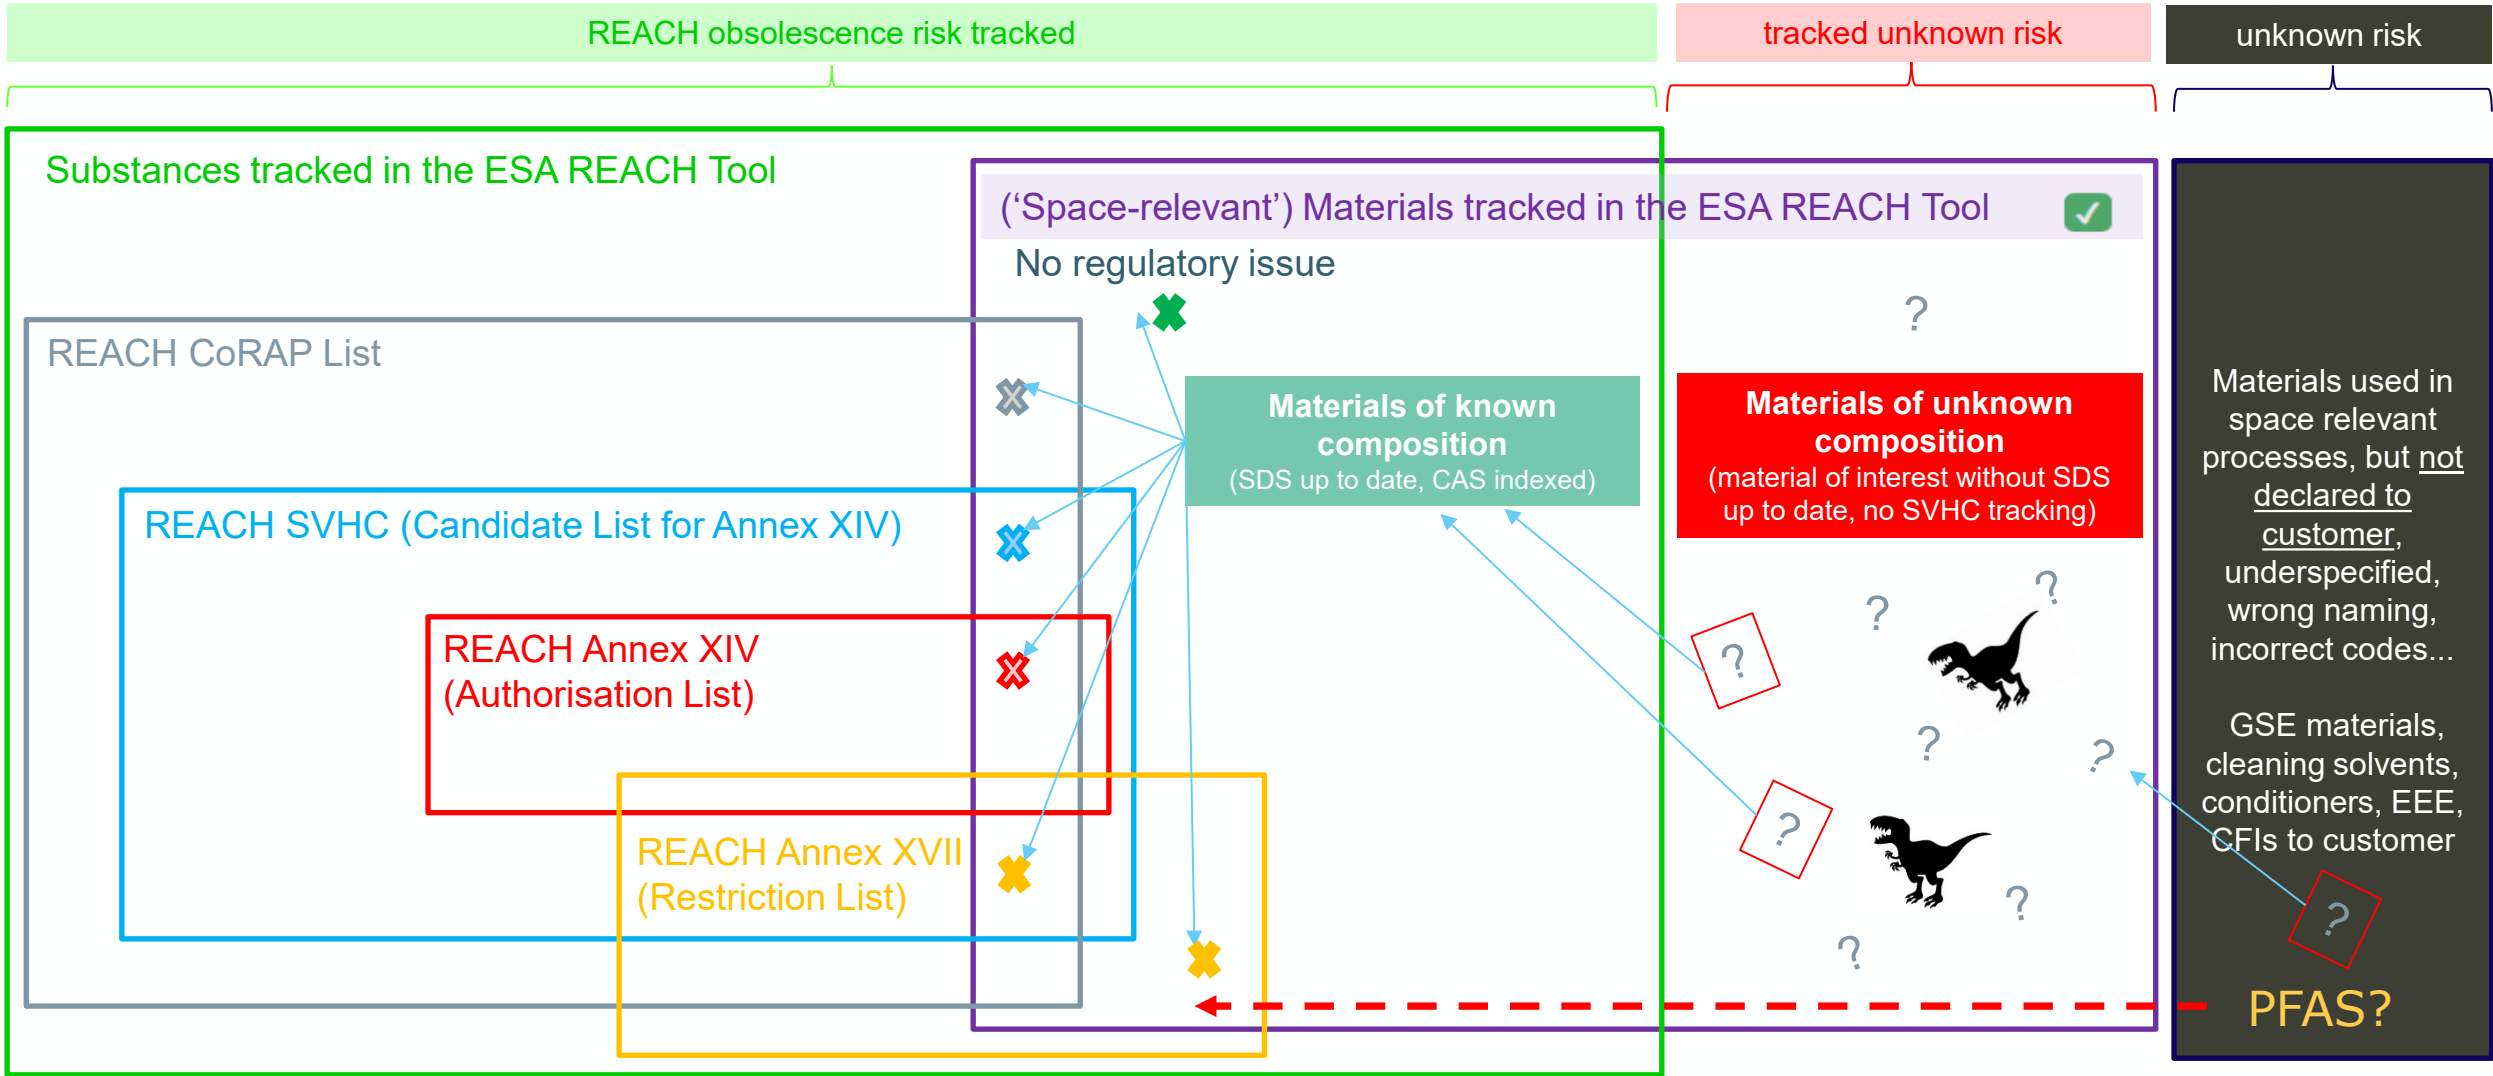 REACH obsolescence risk tracked
tracked unknown risk
unknown risk
Substances tracked in the ESA REACH Tool
(‘Space-relevant’) Materials tracked in the ESA REACH Tool
No regulatory issue
REACH CoRAP List
REACH SVHC (Candidate List for Annex XIV)
REACH Annex XIV
(Authorisation List)
REACH Annex XVII
(Restriction List)
Materials of known
composition
(SDS up to date, CAS indexed)
?
Materials of unknown
composition
(material of interest without SDS
up to date, no SVHC tracking)
?
?
?
?
?
?
?
?
Materials used in
space relevant
processes, but not
declared to
customer,
underspecified,
wrong naming,
incorrect codes...
GSE materials,
cleaning solvents,
conditioners, EEE,
CFIs to customer
?
PFAS?